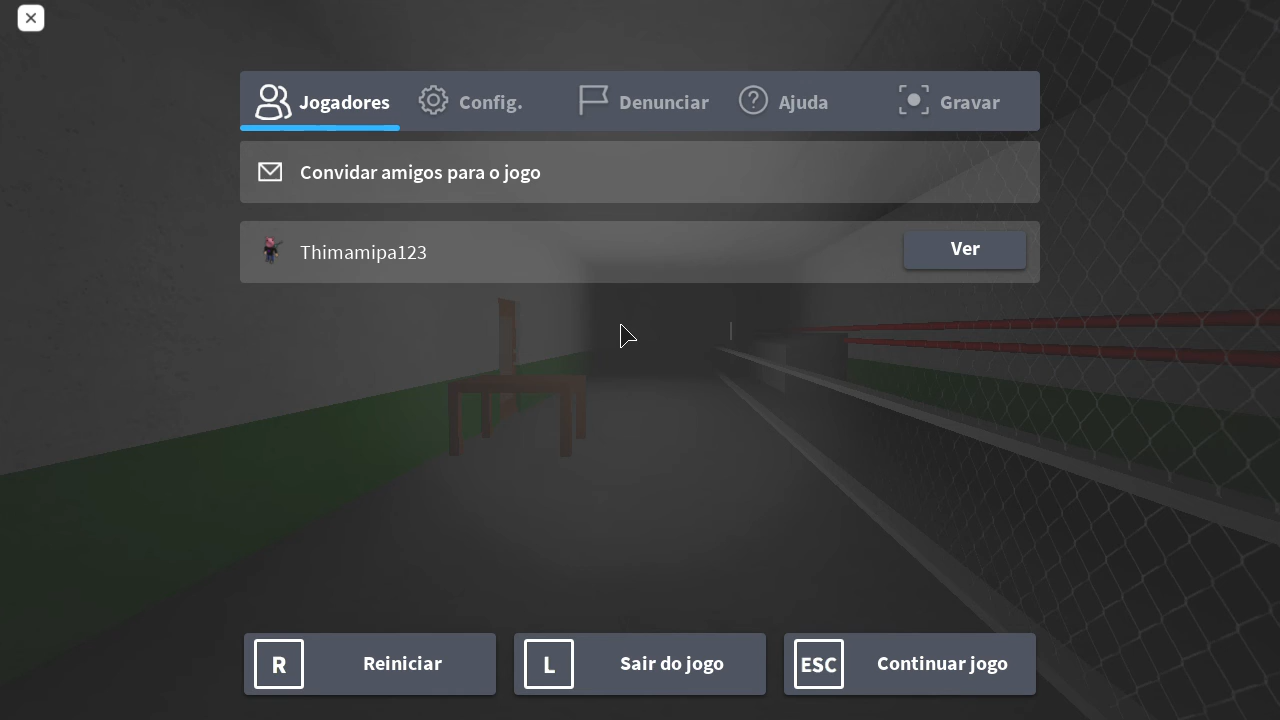 Jogadores
Config.
Denunciar
Ajuda
Gravar
Convidar amigos para o jogo
Thimamipa123
Ver
R Reiniciar
L Sair do jogo
ESC Continuar jogo